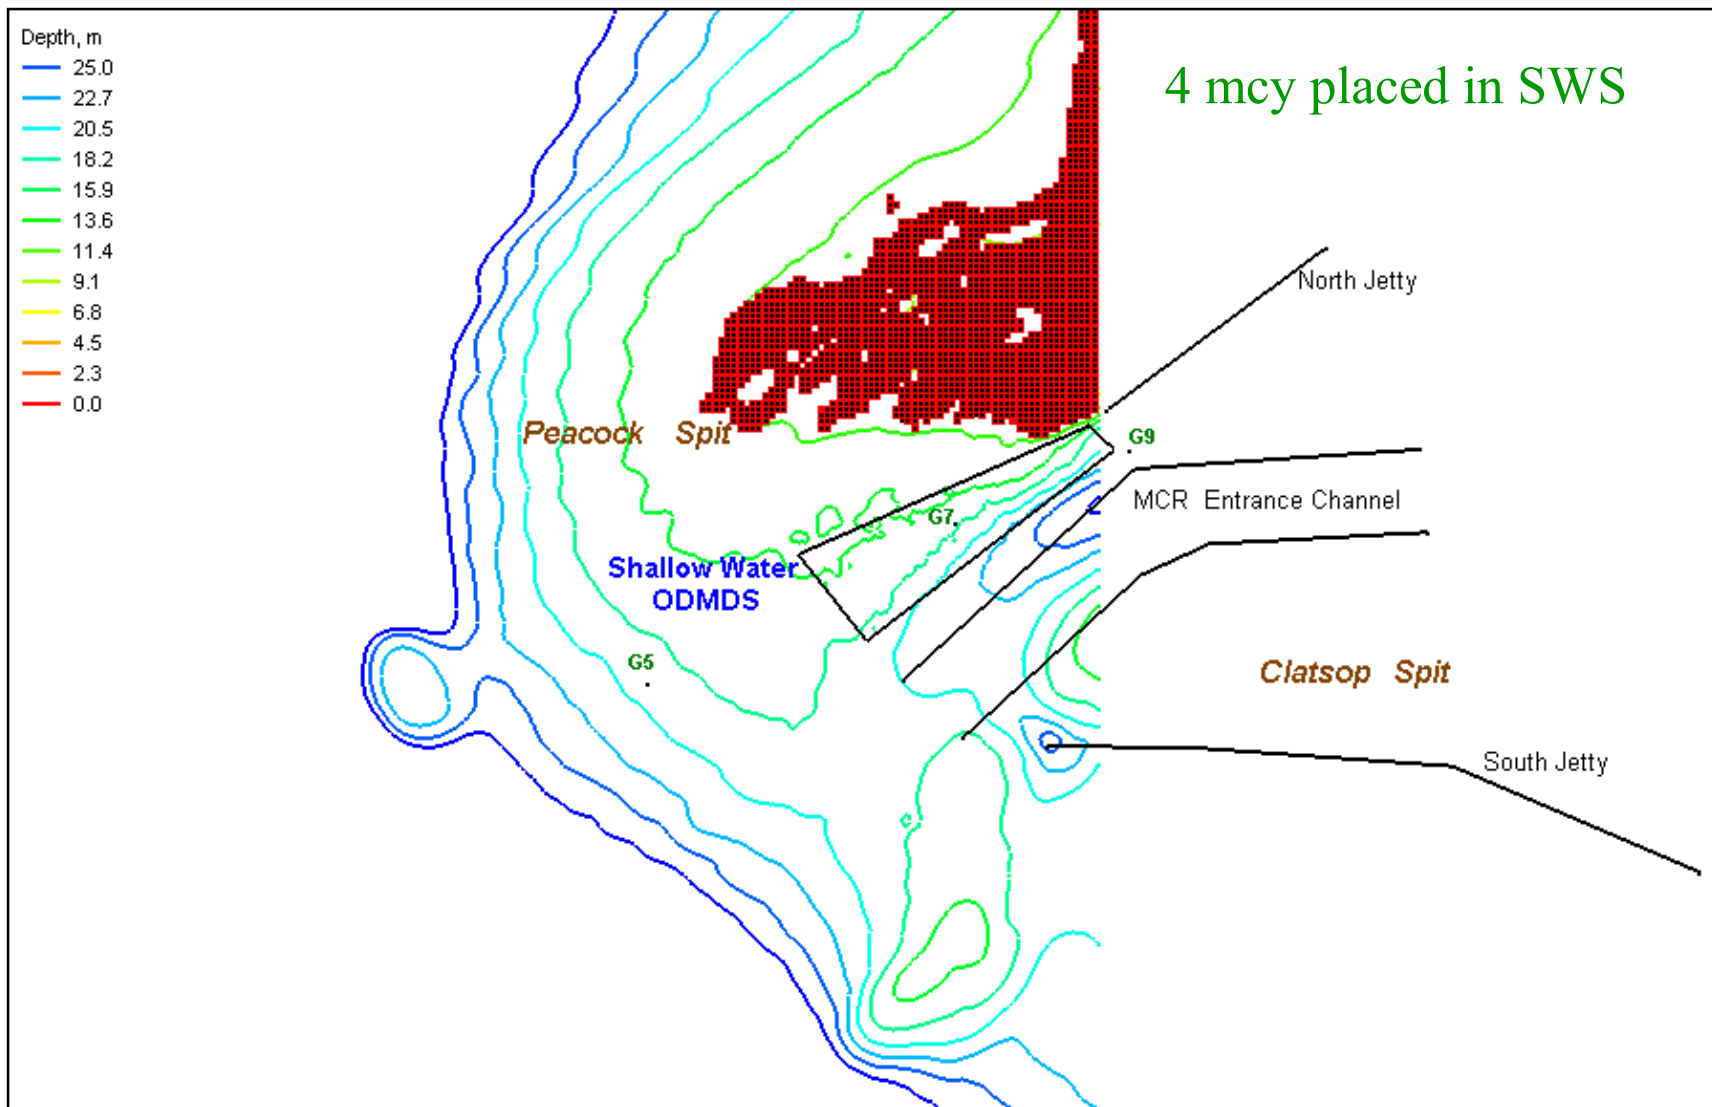 Depth, m
25.0
22.7
20.5
18.2
15.9
13.6
11.4
9.1
6.8
4.5
2.3
0.0
4 mcy placed in SWS
North Jetty
Peacock Spit
G9
MCR Entrance Channel
G7
Shallow Water
ODMDS
G5
Clatsop Spit
South Jetty